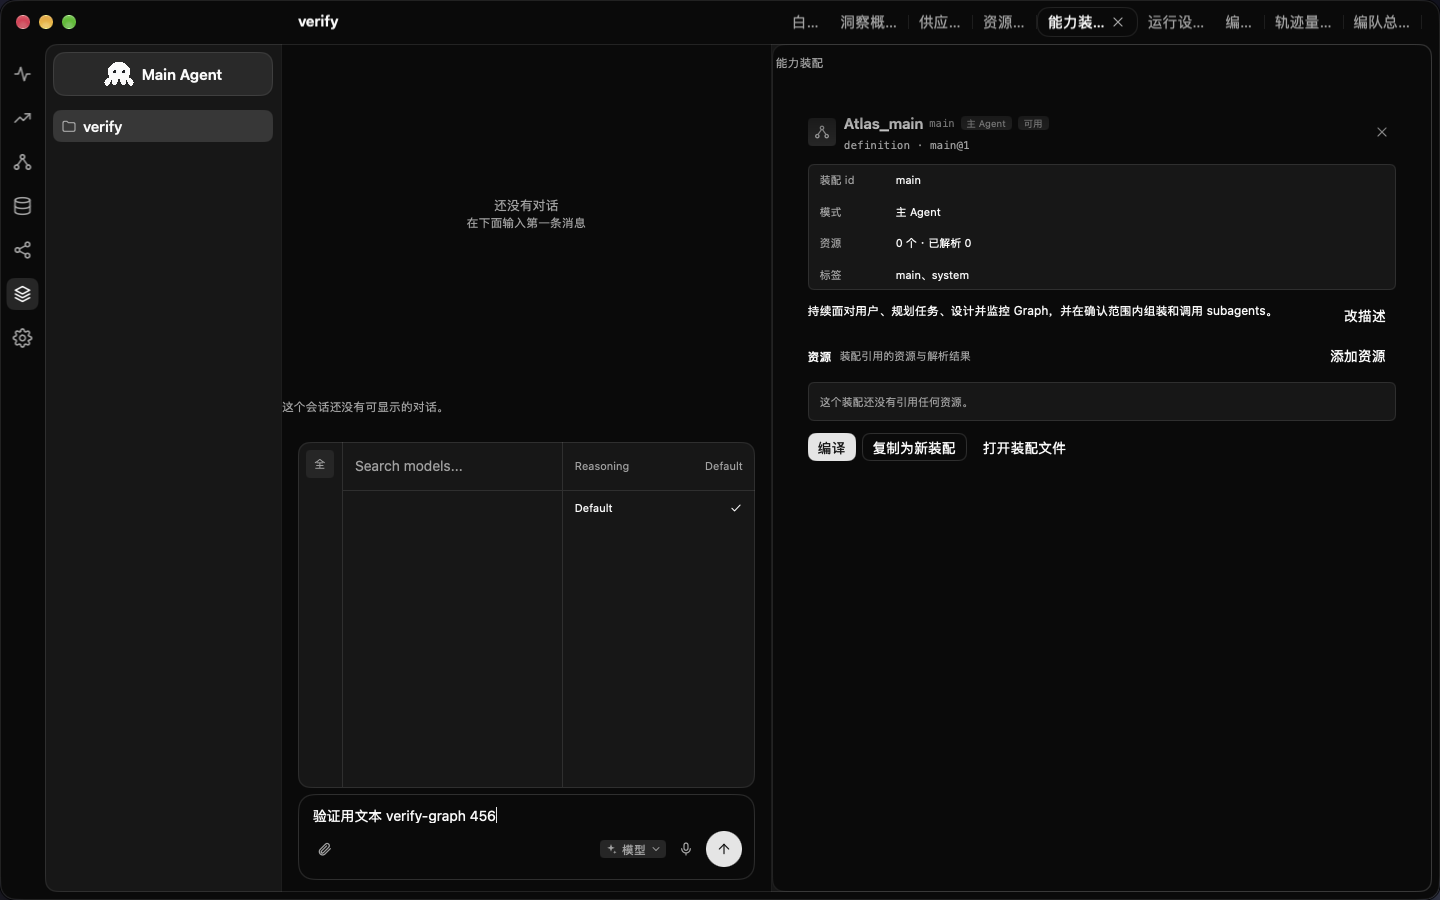 verify
白...
洞察概...
供应...
资源...
能力装...
运行设...
编...
轨迹量...
编队总...
Main Agent
verify
还没有对话
在下面输入第一条消息
这个会话还没有可显示的对话。
全
Search models...
Reasoning
Default
Default
验证用文本 verify-graph 456
模型
能力装配
Atlas_main main 主 Agent 可用
definition · main@1
装配 id main
模式 主 Agent
资源 0 个 · 已解析 0
标签 main、system
持续面对用户、规划任务、设计并监控 Graph，并在确认范围内组装和调用 subagents。
改描述
资源 装配引用的资源与解析结果
添加资源
这个装配还没有引用任何资源。
编译
复制为新装配
打开装配文件